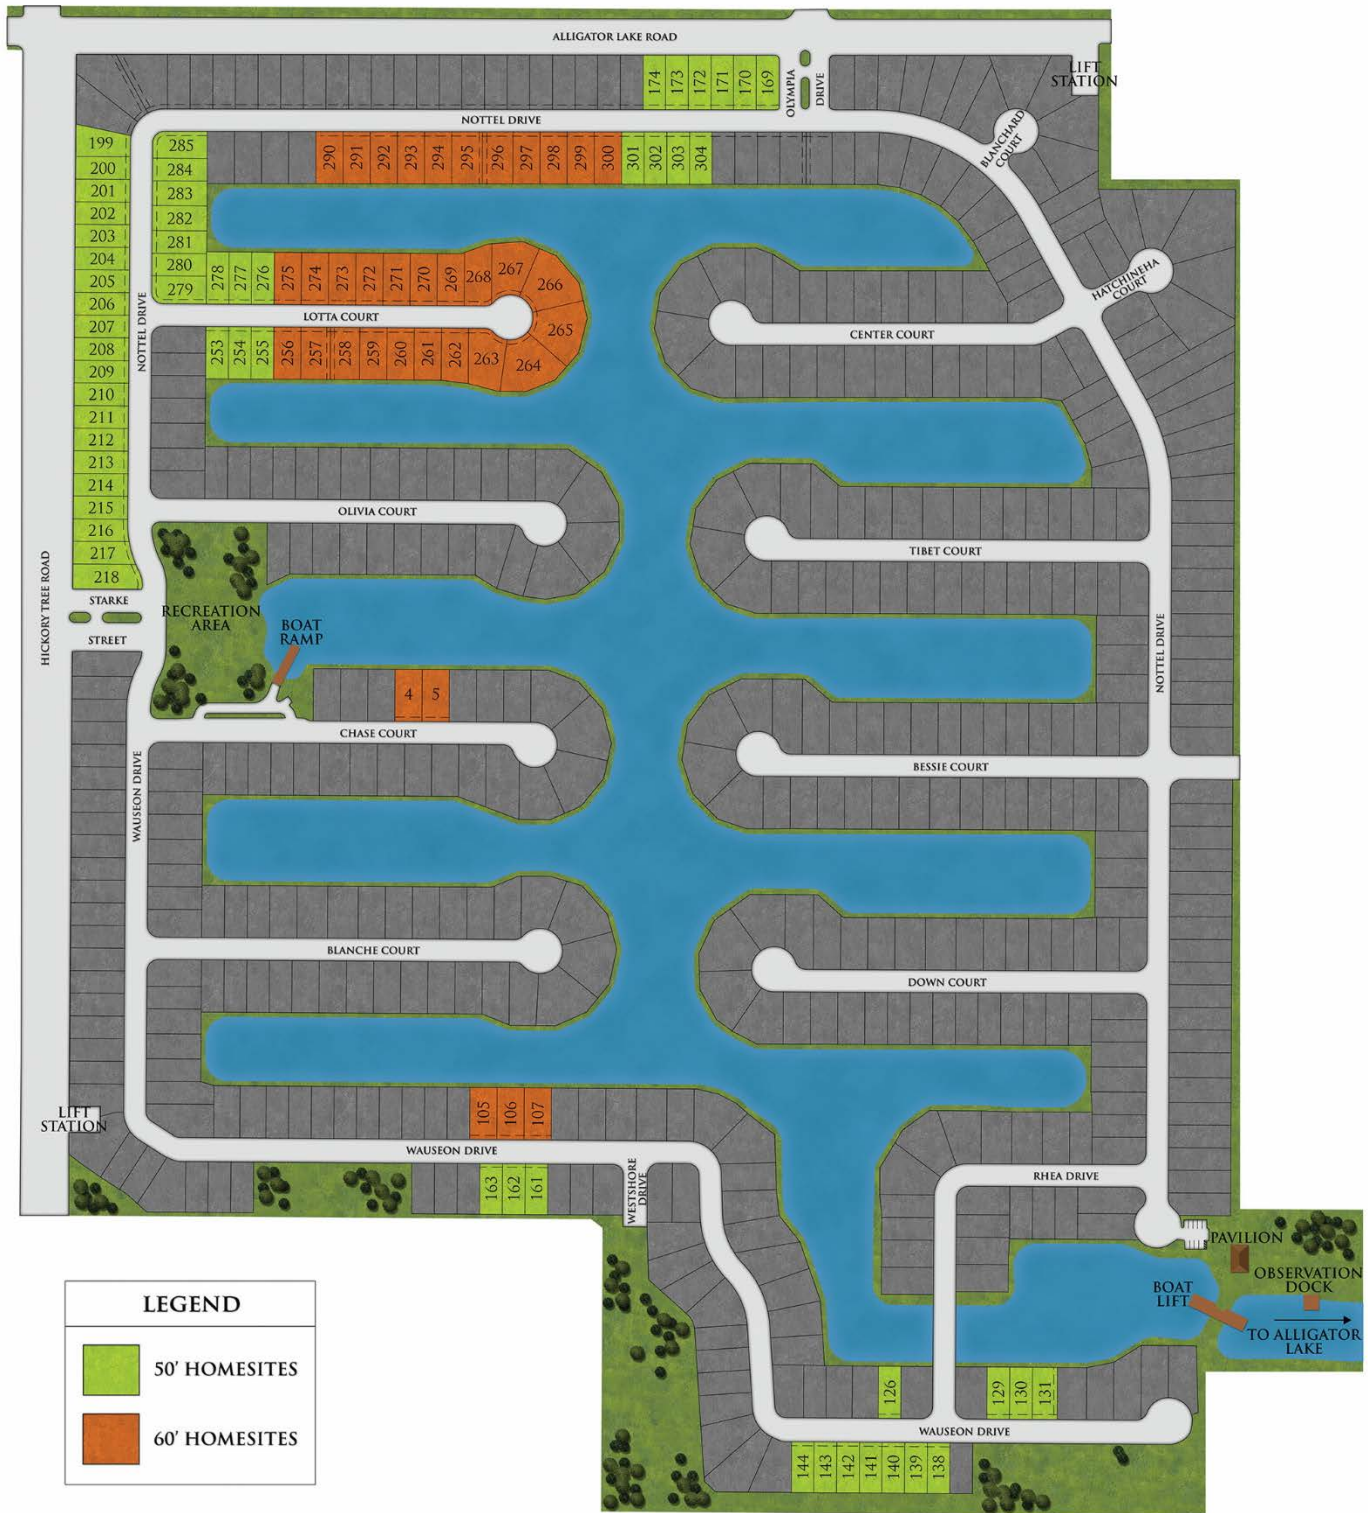 ALLIGATOR LAKE ROAD
LIFT
STATION
174
173
172
171
170
169
OLYMPIA
DRIVE
NOTTEL DRIVE
BLANCHARD
COURT
199
200
201
202
203
204
205
206
207
208
209
210
211
212
213
214
215
216
217
218
285
284
283
282
281
280
279
290
291
292
293
294
295
296
297
298
299
300
301
302
303
304
278
277
276
275
274
273
272
271
270
269
268
267
266
265
264
263
262
261
260
259
258
257
256
255
254
253
HATCHINEHA
COURT
NOTTEL DRIVE
LOTTA COURT
CENTER COURT
OLIVIA COURT
TIBET COURT
HICKORY TREE ROAD
STARKE
STREET
RECREATION
AREA
BOAT
RAMP
NOTTEL DRIVE
4
5
CHASE COURT
BESSIE COURT
WAUSEON DRIVE
BLANCHE COURT
DOWN COURT
LIFT
STATION
105
106
107
WAUSEON DRIVE
163
162
161
WESTSHORE
DRIVE
RHEA DRIVE
PAVILION
OBSERVATION
DOCK
BOAT
LIFT
TO ALLIGATOR
LAKE
126
129
130
131
WAUSEON DRIVE
144
143
142
141
140
139
138
LEGEND
50' HOMESITES
60' HOMESITES